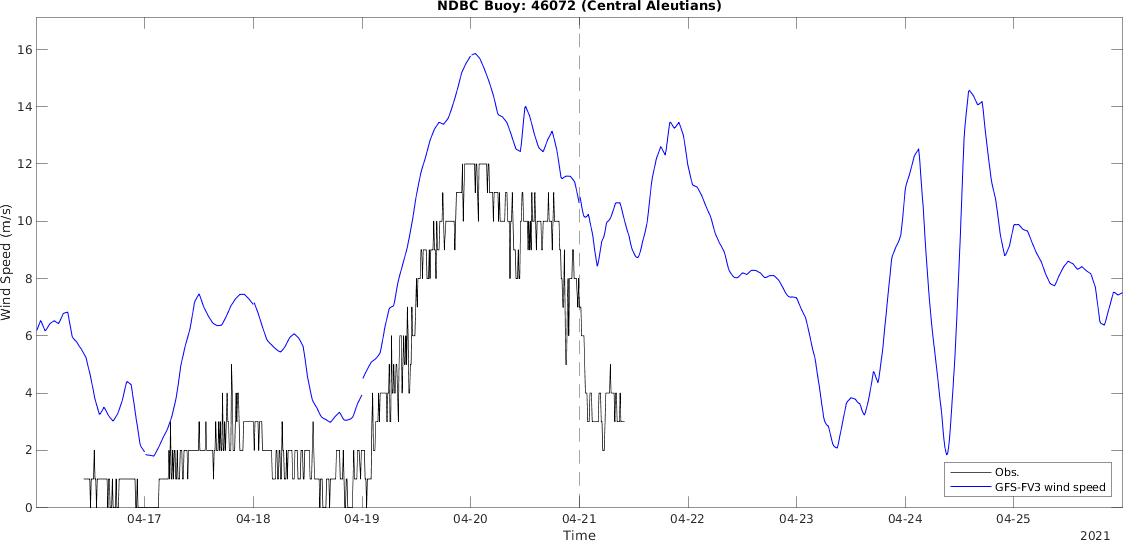 NDBC Buoy: 46072 (Central Aleutians)
16
14
12
10
8
6
4
2
0
Wind Speed (m/s)
04-17 04-18 04-19 04-20 04-21 04-22 04-23 04-24 04-25
Time
2021
Obs.
GFS-FV3 wind speed